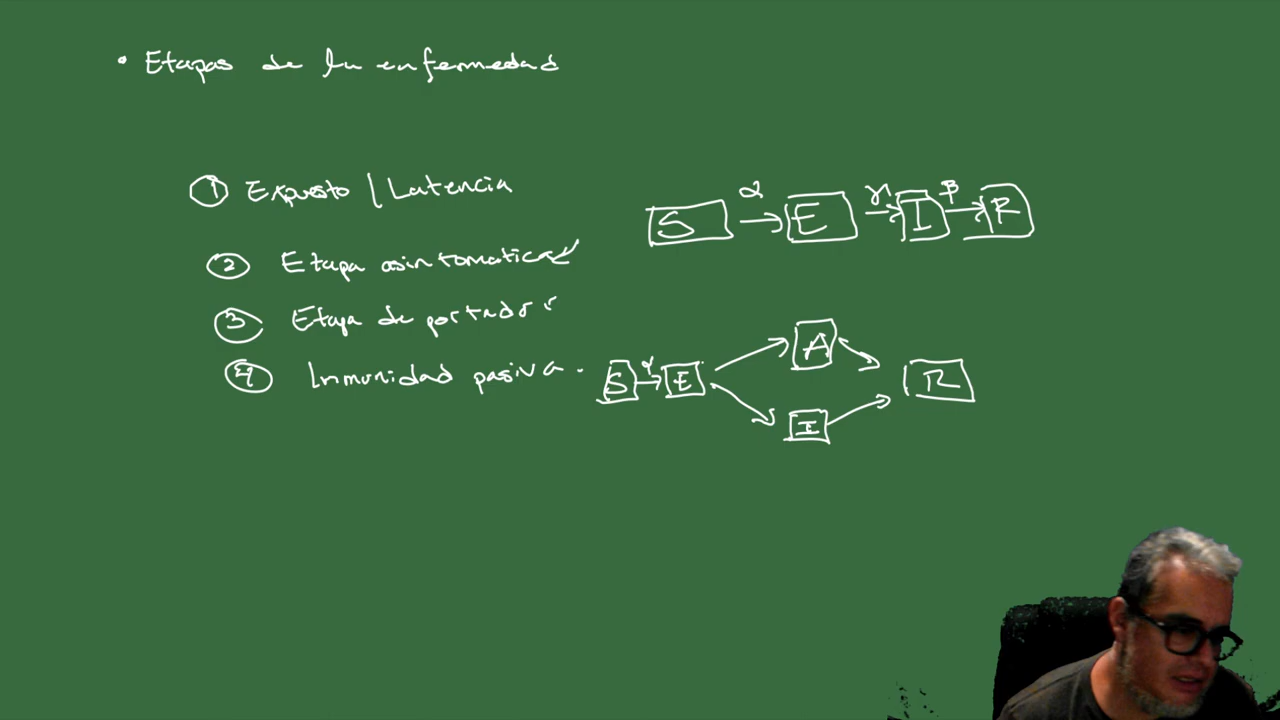 • Etapas de la enfermedad
① Expuesto / Latencia
S α→ E γ→ I β→ R
② Etapa asintomatica
③ Etapa de portador
④ Inmunidad pasiva
A
S α→ E R
I